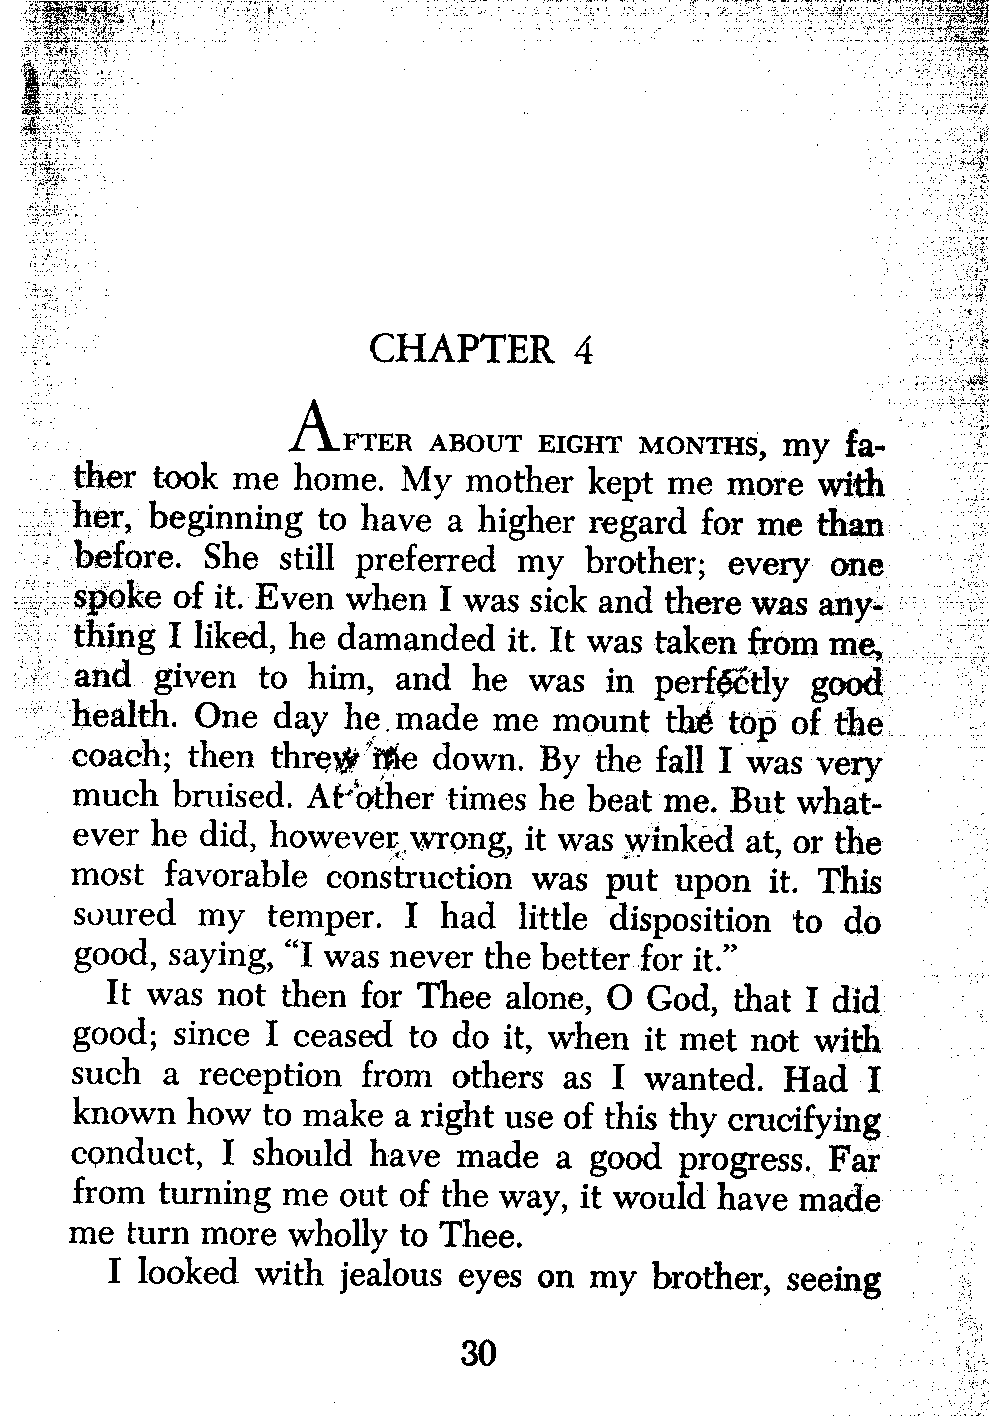 CHAPTER 4
AFTER ABOUT EIGHT MONTHS, my fa-
ther took me home. My mother kept me more with
her, beginning to have a higher regard for me than
before. She still preferred my brother; every one
spoke of it. Even when I was sick and there was any-
thing I liked, he damanded it. It was taken from me,
and given to him, and he was in perfectly good
health. One day he made me mount the top of the
coach; then threw me down. By the fall I was very
much bruised. At other times he beat me. But what-
ever he did, however wrong, it was winked at, or the
most favorable construction was put upon it. This
soured my temper. I had little disposition to do
good, saying, “I was never the better for it.”
It was not then for Thee alone, O God, that I did
good; since I ceased to do it, when it met not with
such a reception from others as I wanted. Had I
known how to make a right use of this thy crucifying
conduct, I should have made a good progress. Far
from turning me out of the way, it would have made
me turn more wholly to Thee.
I looked with jealous eyes on my brother, seeing
30